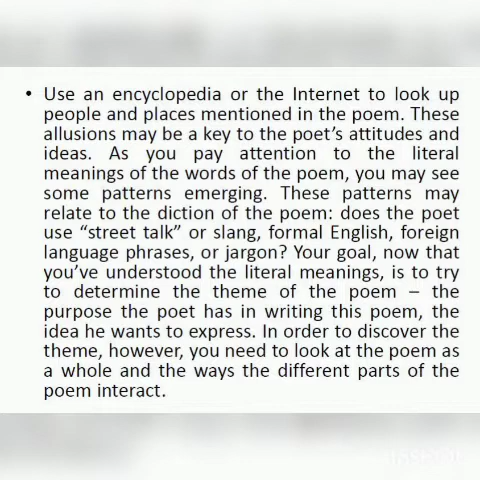 • Use an encyclopedia or the Internet to look up
people and places mentioned in the poem. These
allusions may be a key to the poet's attitudes and
ideas. As you pay attention to the literal
meanings of the words of the poem, you may see
some patterns emerging. These patterns may
relate to the diction of the poem: does the poet
use "street talk" or slang, formal English, foreign
language phrases, or jargon? Your goal, now that
you've understood the literal meanings, is to try
to determine the theme of the poem – the
purpose the poet has in writing this poem, the
idea he wants to express. In order to discover the
theme, however, you need to look at the poem as
a whole and the ways the different parts of the
poem interact.